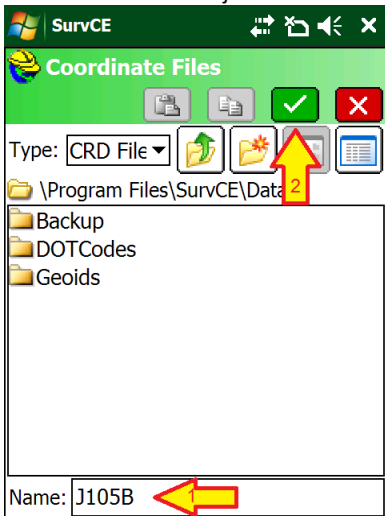 SurvCE
Coordinate Files
Type: CRD File
\Program Files\SurvCE\Data
2
Backup
DOTCodes
Geoids
Name: J105B 1